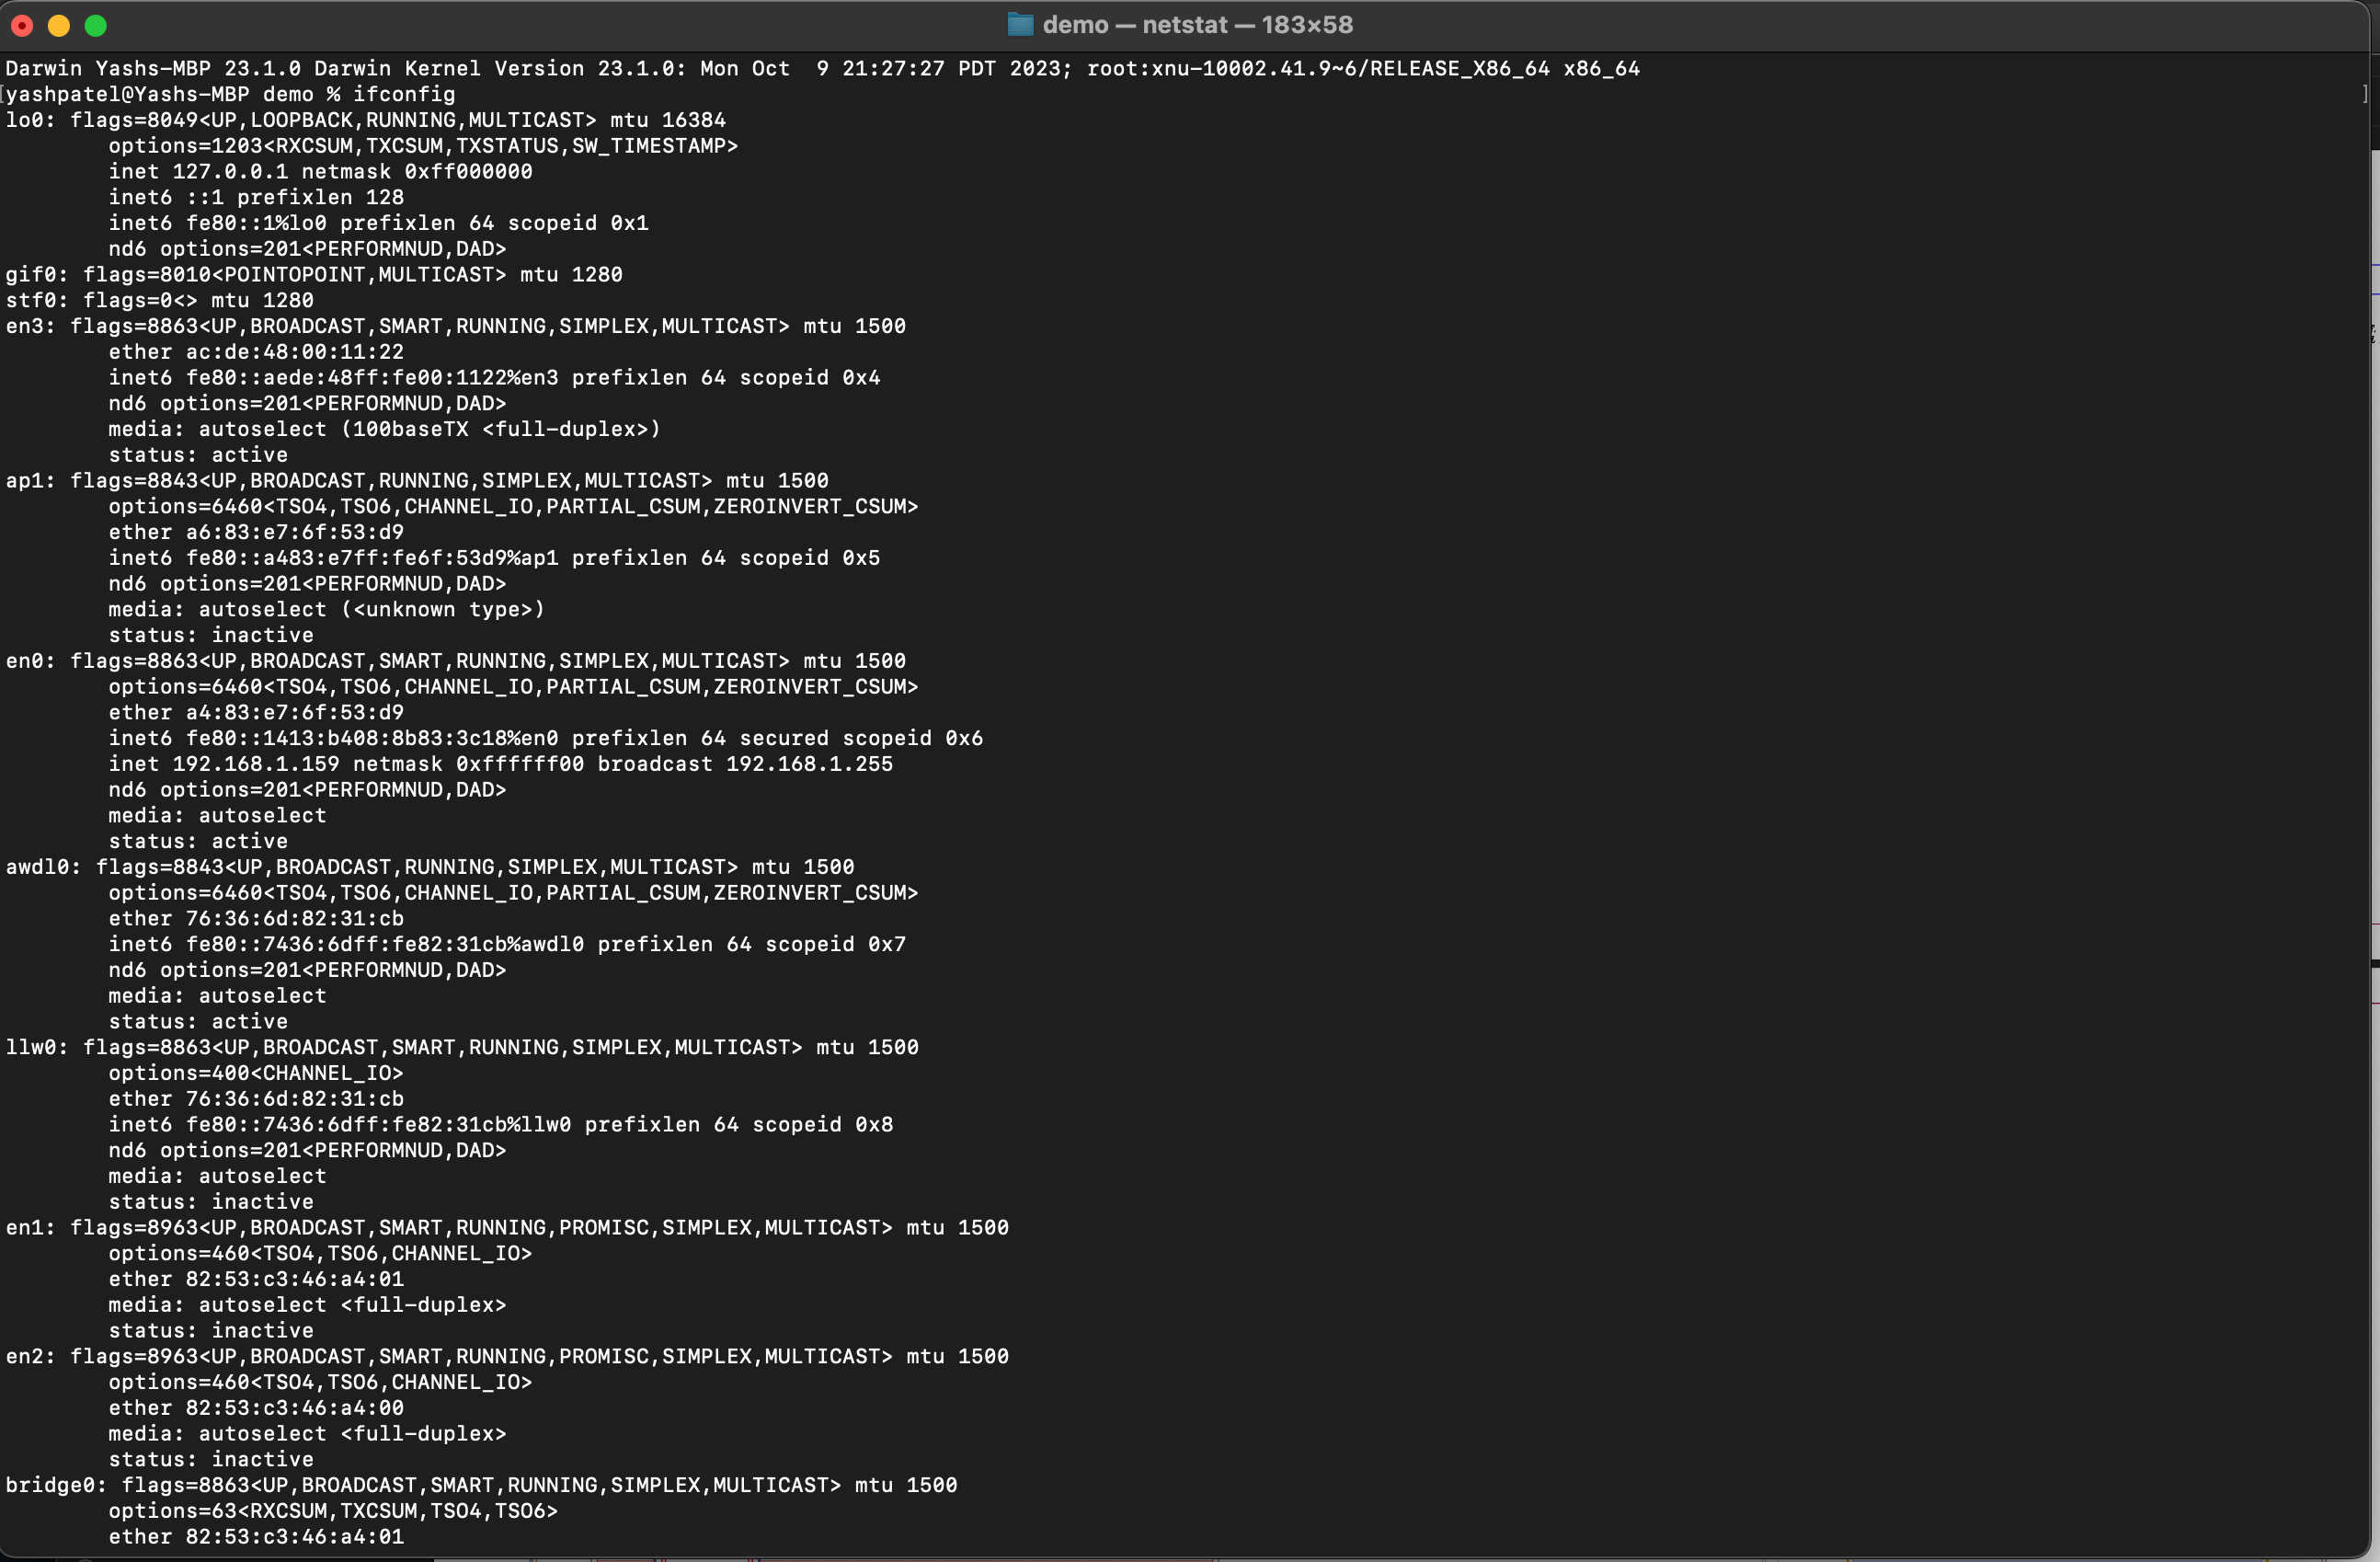 demo — netstat — 183×58
Darwin Yashs-MBP 23.1.0 Darwin Kernel Version 23.1.0: Mon Oct  9 21:27:27 PDT 2023; root:xnu-10002.41.9~6/RELEASE_X86_64 x86_64
[yashpatel@Yashs-MBP demo % ifconfig ]
lo0: flags=8049<UP,LOOPBACK,RUNNING,MULTICAST> mtu 16384
options=1203<RXCSUM,TXCSUM,TXSTATUS,SW_TIMESTAMP>
inet 127.0.0.1 netmask 0xff000000
inet6 ::1 prefixlen 128
inet6 fe80::1%lo0 prefixlen 64 scopeid 0x1
nd6 options=201<PERFORMNUD,DAD>
gif0: flags=8010<POINTOPOINT,MULTICAST> mtu 1280
stf0: flags=0<> mtu 1280
en3: flags=8863<UP,BROADCAST,SMART,RUNNING,SIMPLEX,MULTICAST> mtu 1500
ether ac:de:48:00:11:22
inet6 fe80::aede:48ff:fe00:1122%en3 prefixlen 64 scopeid 0x4
nd6 options=201<PERFORMNUD,DAD>
media: autoselect (100baseTX <full-duplex>)
status: active
ap1: flags=8843<UP,BROADCAST,RUNNING,SIMPLEX,MULTICAST> mtu 1500
options=6460<TSO4,TSO6,CHANNEL_IO,PARTIAL_CSUM,ZEROINVERT_CSUM>
ether a6:83:e7:6f:53:d9
inet6 fe80::a483:e7ff:fe6f:53d9%ap1 prefixlen 64 scopeid 0x5
nd6 options=201<PERFORMNUD,DAD>
media: autoselect (<unknown type>)
status: inactive
en0: flags=8863<UP,BROADCAST,SMART,RUNNING,SIMPLEX,MULTICAST> mtu 1500
options=6460<TSO4,TSO6,CHANNEL_IO,PARTIAL_CSUM,ZEROINVERT_CSUM>
ether a4:83:e7:6f:53:d9
inet6 fe80::1413:b408:8b83:3c18%en0 prefixlen 64 secured scopeid 0x6
inet 192.168.1.159 netmask 0xffffff00 broadcast 192.168.1.255
nd6 options=201<PERFORMNUD,DAD>
media: autoselect
status: active
awdl0: flags=8843<UP,BROADCAST,RUNNING,SIMPLEX,MULTICAST> mtu 1500
options=6460<TSO4,TSO6,CHANNEL_IO,PARTIAL_CSUM,ZEROINVERT_CSUM>
ether 76:36:6d:82:31:cb
inet6 fe80::7436:6dff:fe82:31cb%awdl0 prefixlen 64 scopeid 0x7
nd6 options=201<PERFORMNUD,DAD>
media: autoselect
status: active
llw0: flags=8863<UP,BROADCAST,SMART,RUNNING,SIMPLEX,MULTICAST> mtu 1500
options=400<CHANNEL_IO>
ether 76:36:6d:82:31:cb
inet6 fe80::7436:6dff:fe82:31cb%llw0 prefixlen 64 scopeid 0x8
nd6 options=201<PERFORMNUD,DAD>
media: autoselect
status: inactive
en1: flags=8963<UP,BROADCAST,SMART,RUNNING,PROMISC,SIMPLEX,MULTICAST> mtu 1500
options=460<TSO4,TSO6,CHANNEL_IO>
ether 82:53:c3:46:a4:01
media: autoselect <full-duplex>
status: inactive
en2: flags=8963<UP,BROADCAST,SMART,RUNNING,PROMISC,SIMPLEX,MULTICAST> mtu 1500
options=460<TSO4,TSO6,CHANNEL_IO>
ether 82:53:c3:46:a4:00
media: autoselect <full-duplex>
status: inactive
bridge0: flags=8863<UP,BROADCAST,SMART,RUNNING,SIMPLEX,MULTICAST> mtu 1500
options=63<RXCSUM,TXCSUM,TSO4,TSO6>
ether 82:53:c3:46:a4:01